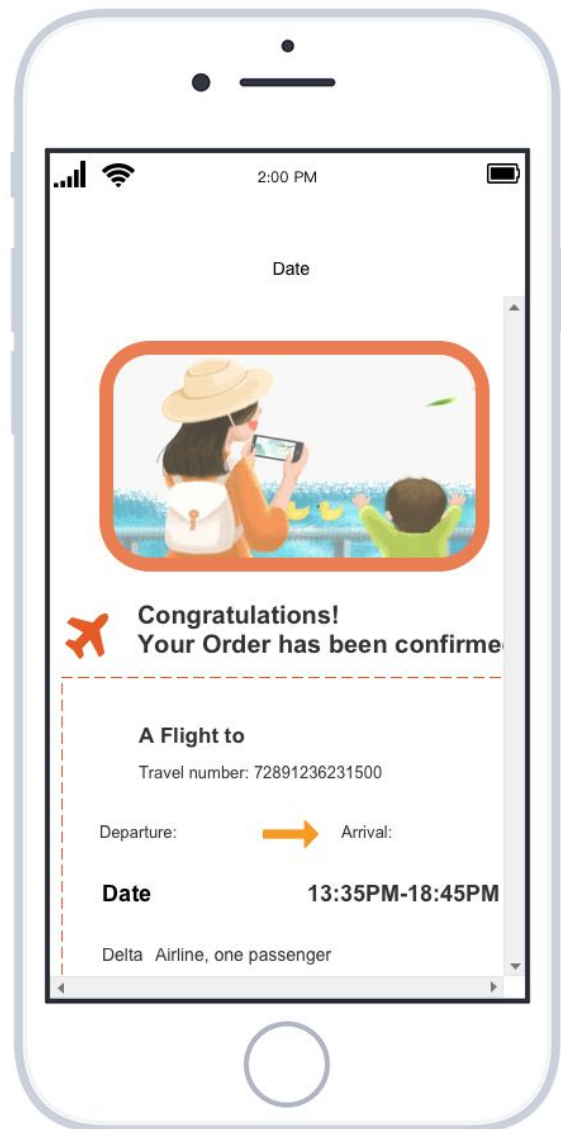 2:00 PM
Date
Congratulations!
Your Order has been confirme
A Flight to
Travel number: 72891236231500
Departure:
Arrival:
Date
13:35PM-18:45PM
Delta Airline, one passenger